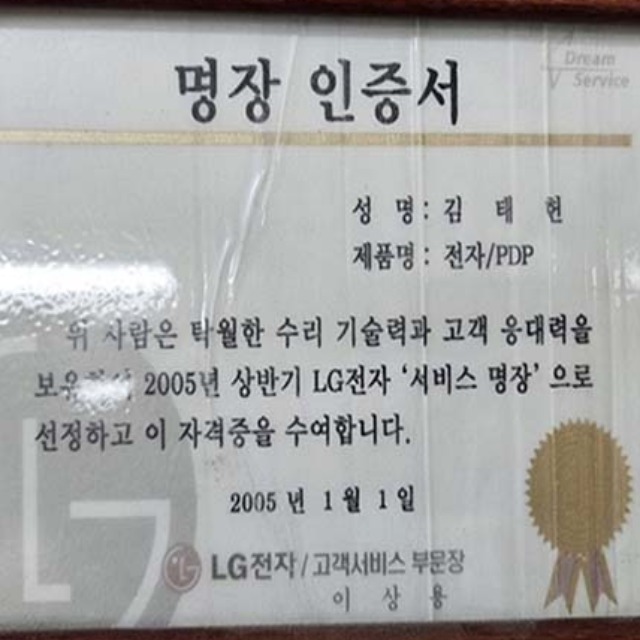 Dream
Service
명장 인증서
성 명 : 김 태 헌
제품명 : 전자/PDP
위 사람은 탁월한 수리 기술력과 고객 응대력을
2005년 상반기 LG전자 '서비스 명장' 으로
선정하고 이 자격증을 수여합니다.
2005 년 1 월 1 일
LG전자 / 고객서비스 부문장
이 상 용